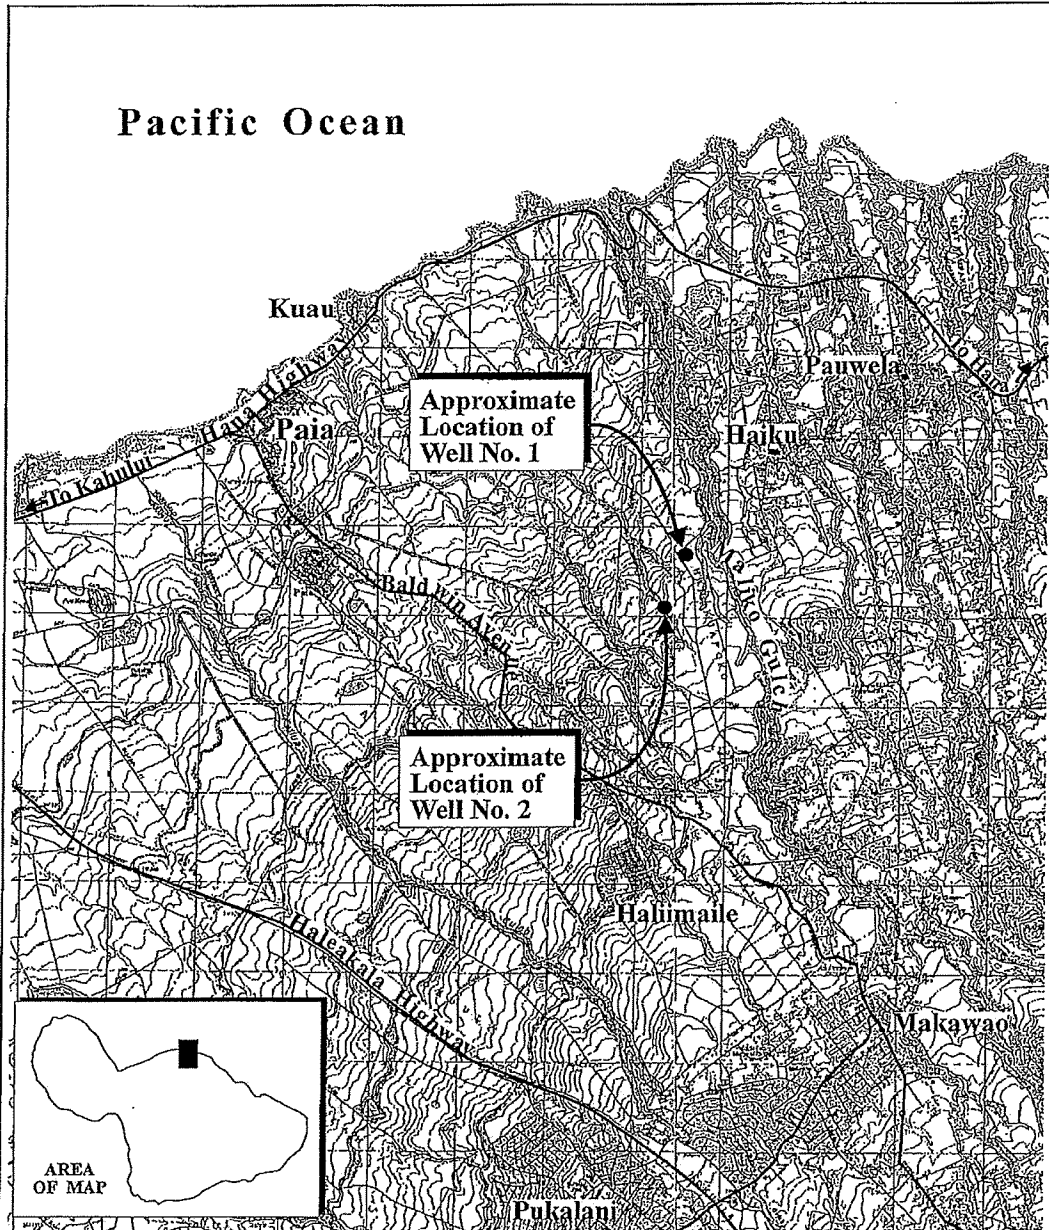 Pacific Ocean
Kuau
Hana Highway
Paia
To Kahului
Approximate
Location of
Well No. 1
Pauwela
to Hana
Haiku
Maliko Gulch
Baldwin Avenue
Approximate
Location of
Well No. 2
Haliimaile
Haleakala Highway
Makawao
Pukalani
AREA
OF MAP